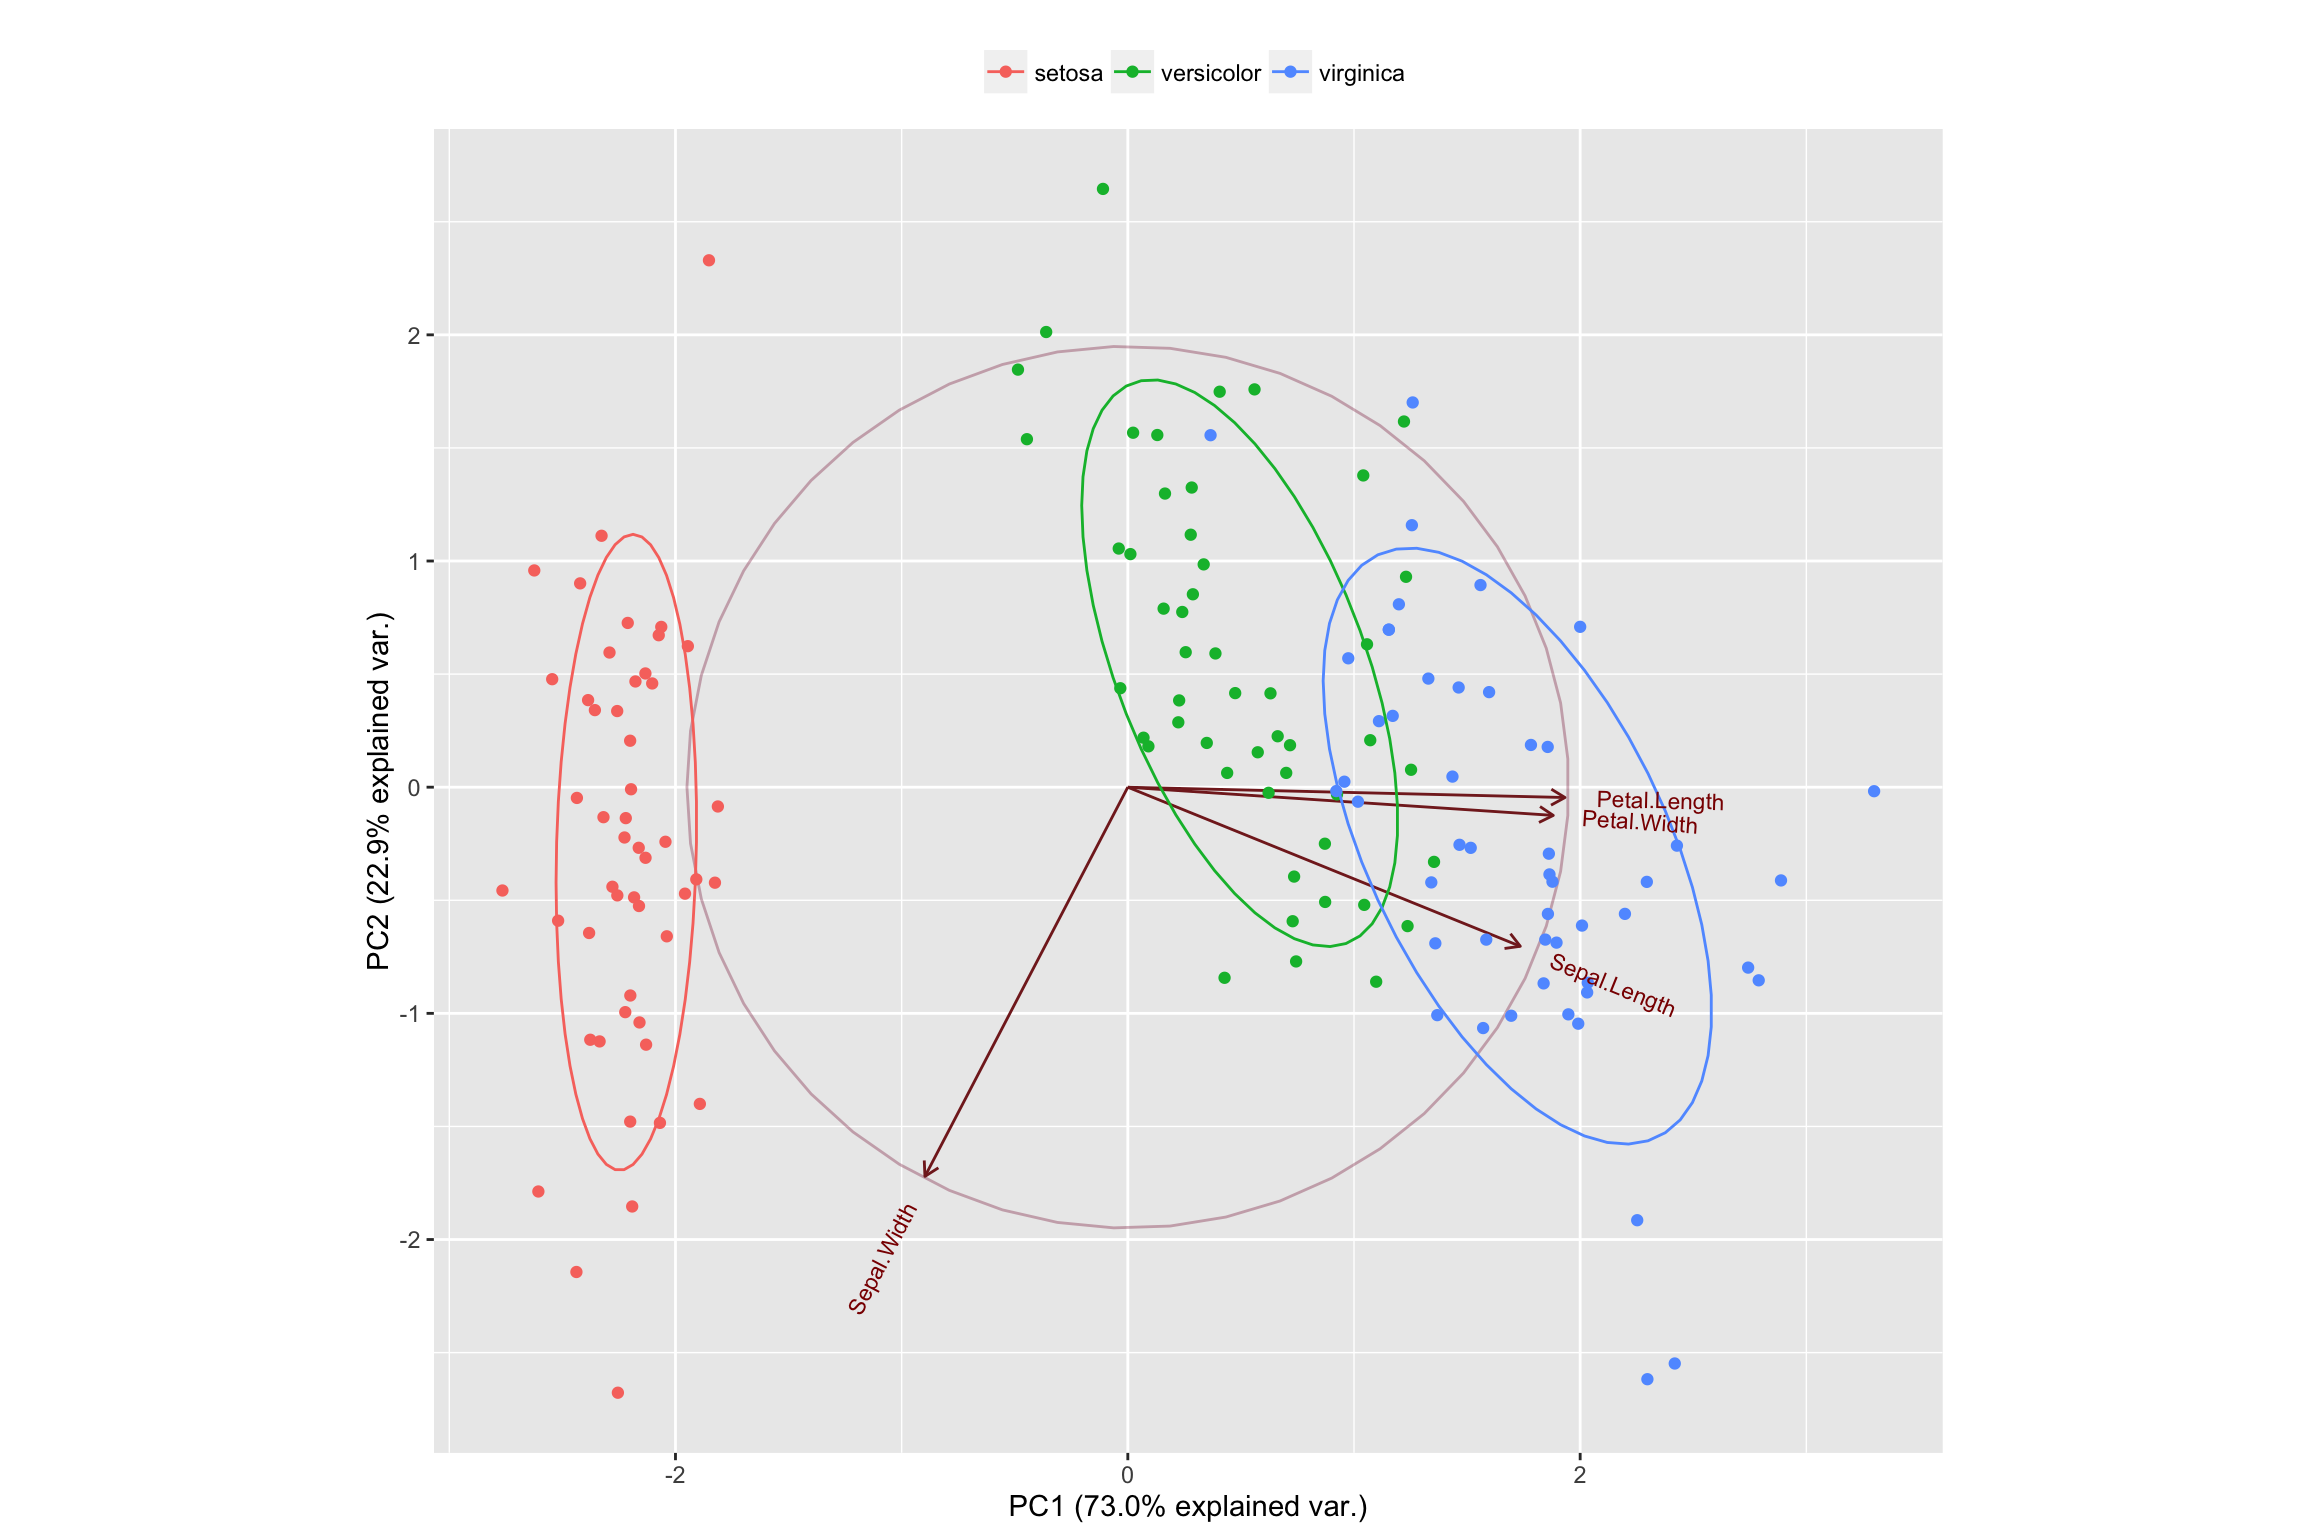 setosa versicolor virginica
PC2 (22.9% explained var.)
2
1
0
-1
-2
Petal.Length
Petal.Width
Sepal.Length
Sepal.Width
-2 0 2
PC1 (73.0% explained var.)